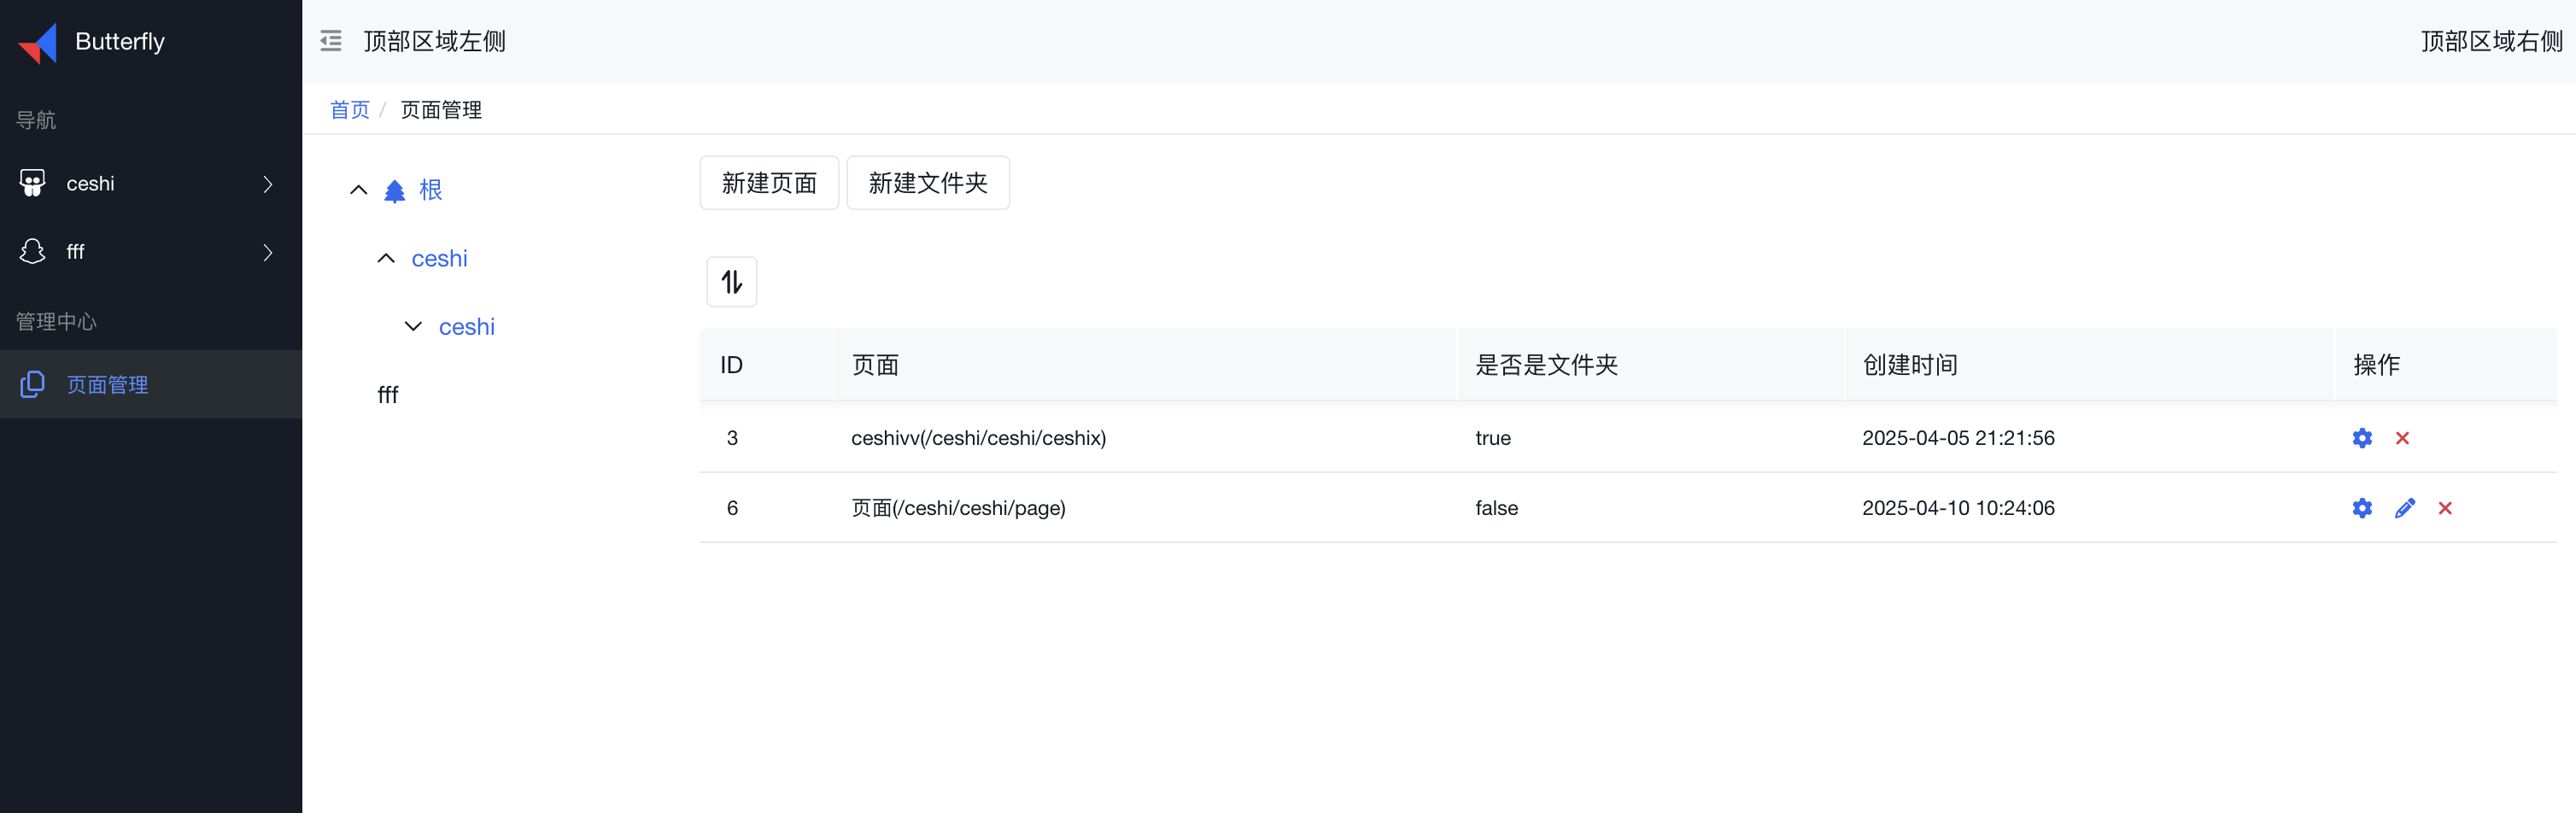 Butterfly
导航
ceshi
fff
管理中心
页面管理
顶部区域左侧
顶部区域右侧
首页 / 页面管理
根
ceshi
ceshi
fff
新建页面 新建文件夹
ID 页面 是否是文件夹 创建时间 操作
3 ceshivv(/ceshi/ceshi/ceshix) true 2025-04-05 21:21:56
6 页面(/ceshi/ceshi/page) false 2025-04-10 10:24:06